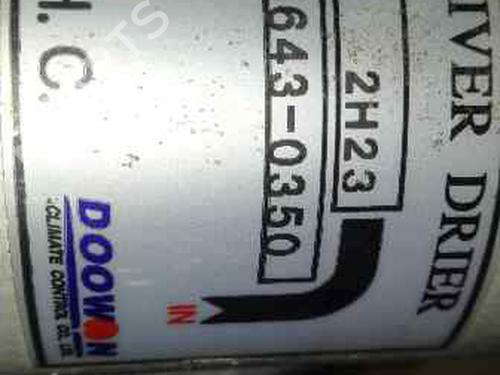 IVER DRIER
2H23
643-0350
IN
H.C.
DOOWON
CLIMATE CONTROL CO., LTD.